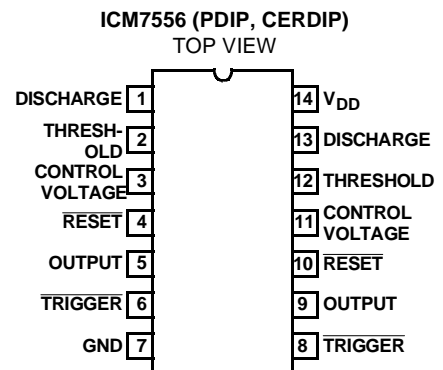 ICM7556 (PDIP, CERDIP)
TOP VIEW
DISCHARGE 1
THRESH-
OLD 2
CONTROL
VOLTAGE 3
RESET 4
OUTPUT 5
TRIGGER 6
GND 7
14 VDD
13 DISCHARGE
12 THRESHOLD
11 CONTROL
VOLTAGE
10 RESET
9 OUTPUT
8 TRIGGER